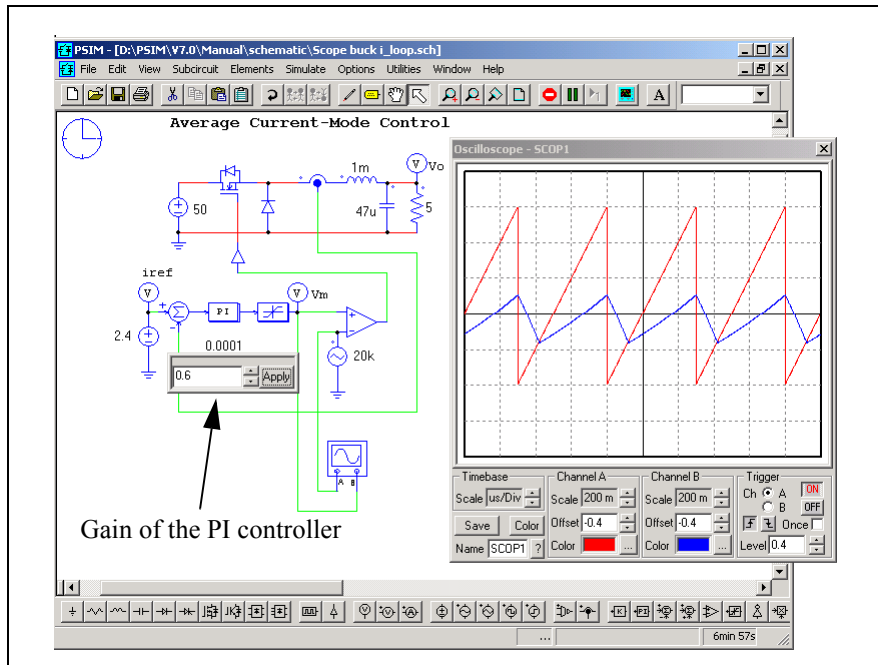 PSIM - [D:\PSIM\V7.0\Manual\schematic\Scope buck i_loop.sch]
File Edit View Subcircuit Elements Simulate Options Utilities Window Help
A
Average Current-Mode Control
Oscilloscope - SCOP1
1m
V Vo
50
47u
5
iref
V
V Vm
PI
2.4
0.0001
20k
0.6 Apply
A B
Gain of the PI controller
Timebase
Scale us/Div
Save Color
Name SCOP1 ?
Channel A
Scale 200 m
Offset -0.4
Color ...
Channel B
Scale 200 m
Offset -0.4
Color ...
Trigger
Ch A ON
B OFF
Once
Level 0.4
K PI
... 6min 57s